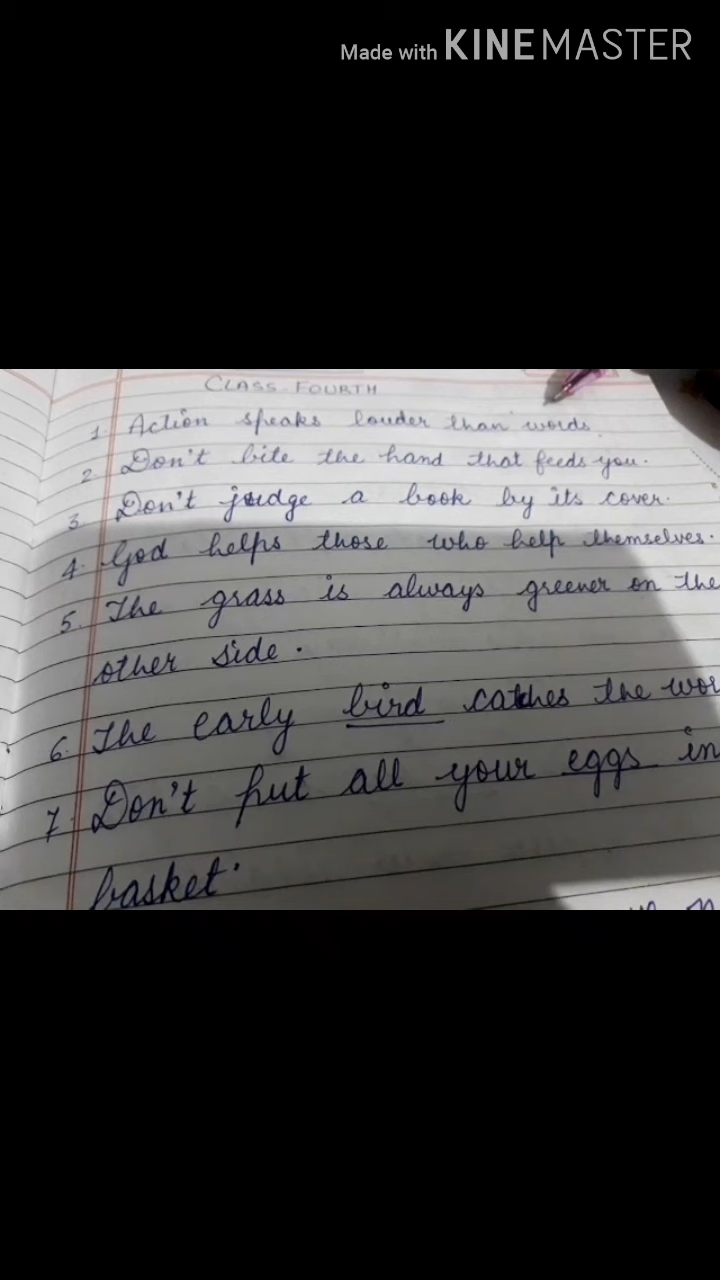 Made with KINEMASTER
CLASS-FOURTH
1. Action speaks louder than words.
2. Don't bite the hand that feeds you.
3. Don't judge a book by its cover.
4. God helps those who help themselves.
5. The grass is always greener on the
other side.
6. The early bird catches the
7. Don't put all your eggs in
basket.